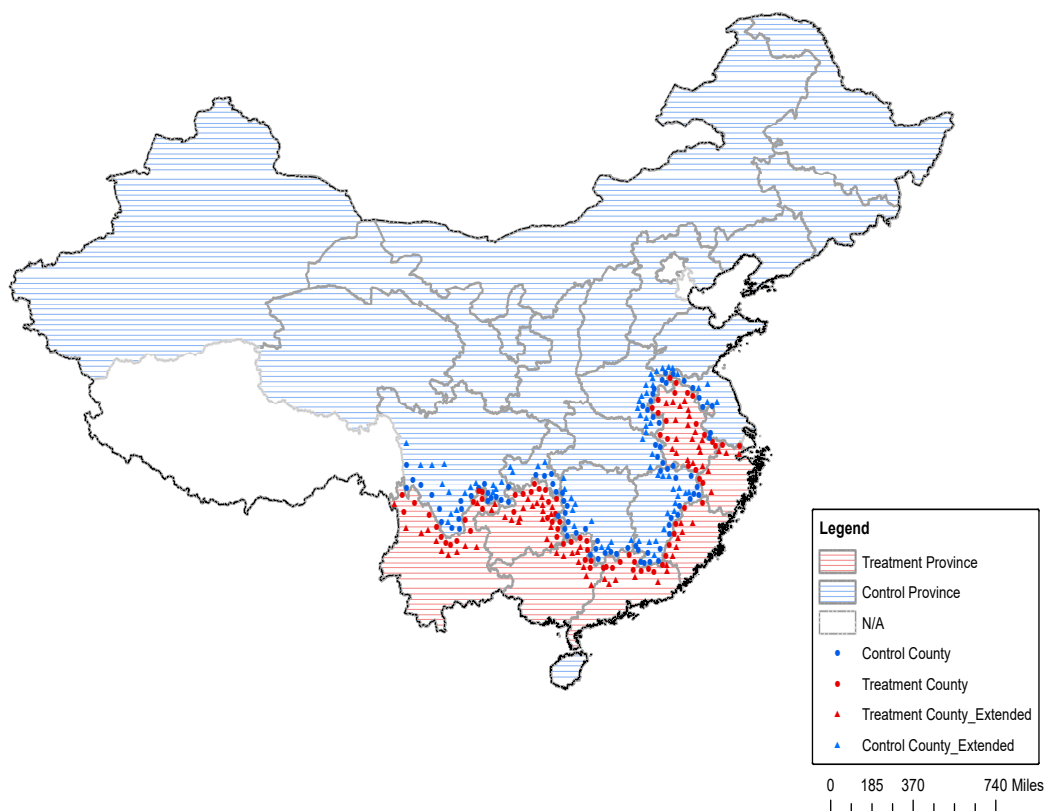 Legend
Treatment Province
Control Province
N/A
Control County
Treatment County
Treatment County_Extended
Control County_Extended
0 185 370 740 Miles